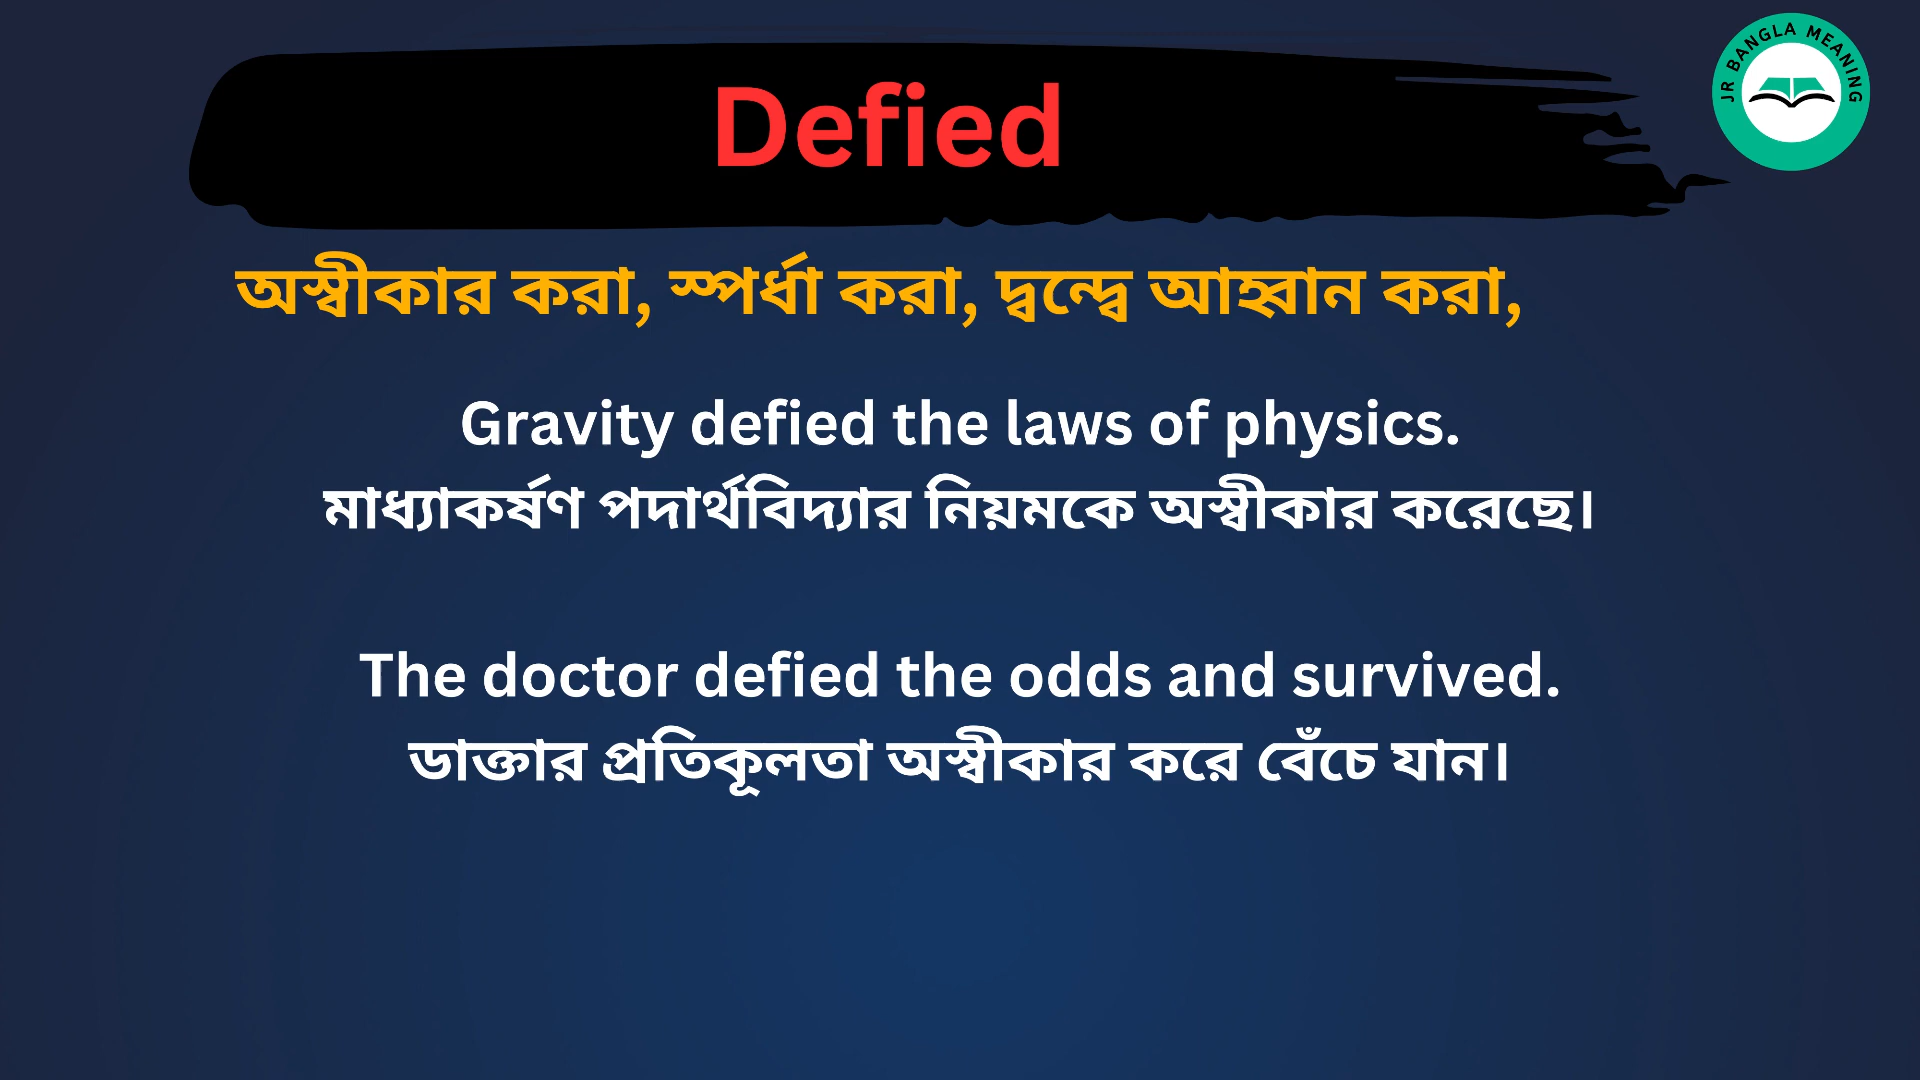 JR BANGLA MEANING
Defied
অস্বীকার করা, স্পর্ধা করা, দ্বন্দ্বে আহ্বান করা,
Gravity defied the laws of physics.
মাধ্যাকর্ষণ পদার্থবিদ্যার নিয়মকে অস্বীকার করেছে।
The doctor defied the odds and survived.
ডাক্তার প্রতিকূলতা অস্বীকার করে বেঁচে যান।